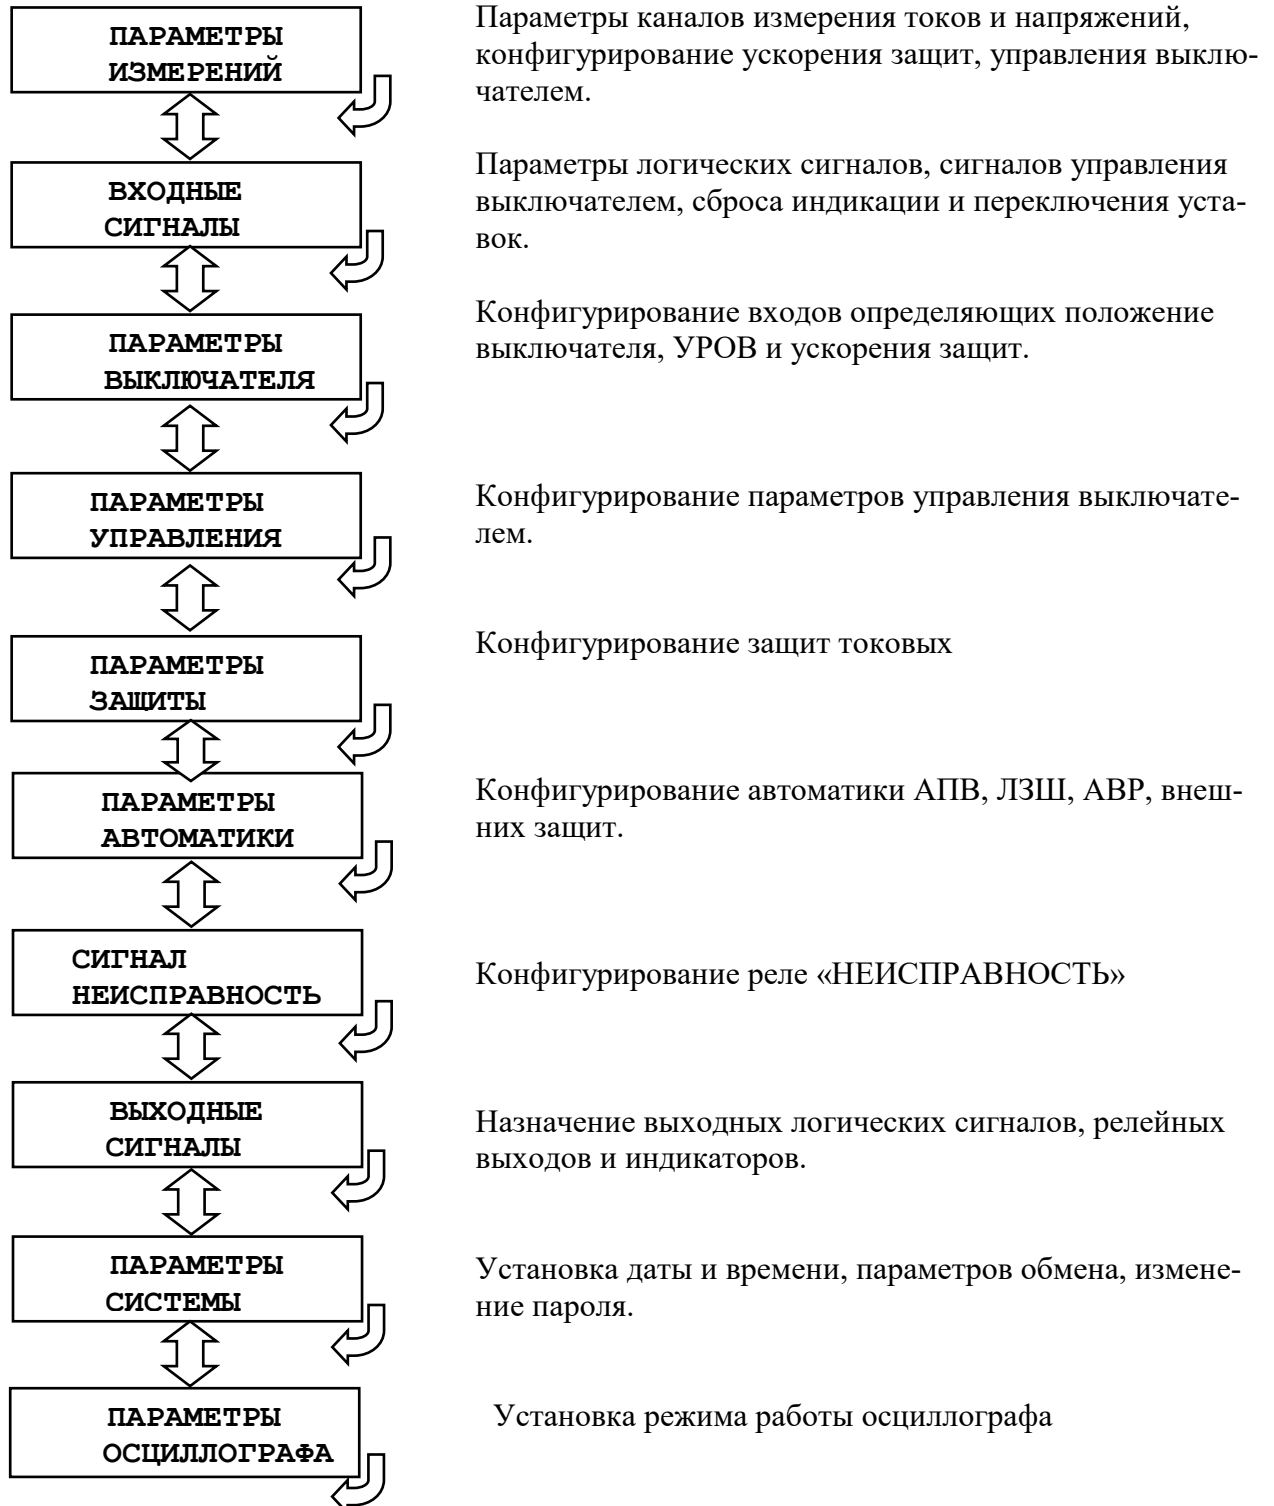 ПАРАМЕТРЫ
ИЗМЕРЕНИЙ
Параметры каналов измерения токов и напряжений,
конфигурирование ускорения защит, управления выклю-
чателем.
ВХОДНЫЕ
СИГНАЛЫ
Параметры логических сигналов, сигналов управления
выключателем, сброса индикации и переключения уста-
вок.
ПАРАМЕТРЫ
ВЫКЛЮЧАТЕЛЯ
Конфигурирование входов определяющих положение
выключателя, УРОВ и ускорения защит.
ПАРАМЕТРЫ
УПРАВЛЕНИЯ
Конфигурирование параметров управления выключате-
лем.
ПАРАМЕТРЫ
ЗАЩИТЫ
Конфигурирование защит токовых
ПАРАМЕТРЫ
АВТОМАТИКИ
Конфигурирование автоматики АПВ, ЛЗШ, АВР, внеш-
них защит.
СИГНАЛ
НЕИСПРАВНОСТЬ
Конфигурирование реле «НЕИСПРАВНОСТЬ»
ВЫХОДНЫЕ
СИГНАЛЫ
Назначение выходных логических сигналов, релейных
выходов и индикаторов.
ПАРАМЕТРЫ
СИСТЕМЫ
Установка даты и времени, параметров обмена, измене-
ние пароля.
ПАРАМЕТРЫ
ОСЦИЛЛОГРАФА
Установка режима работы осциллографа